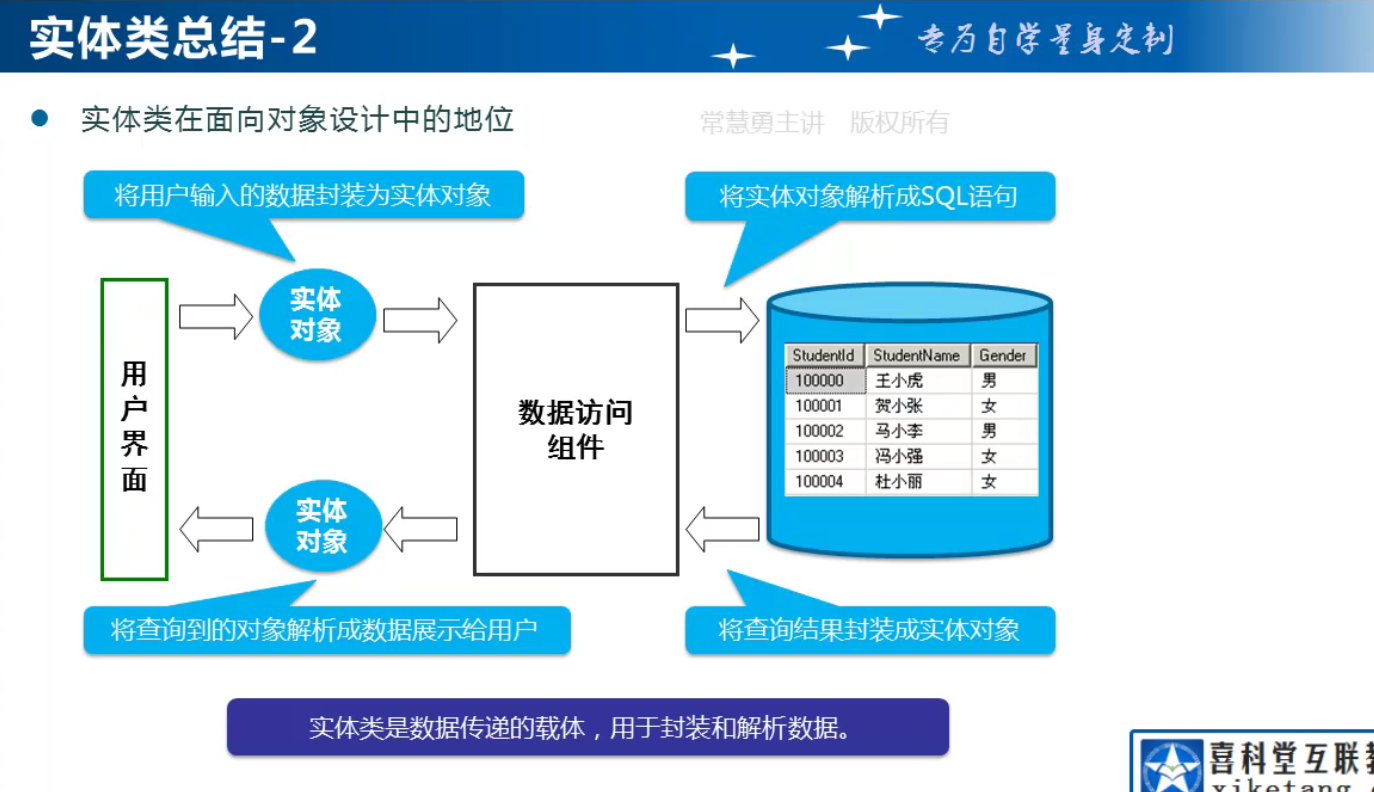 实体类总结-2
专为自学量身定制
实体类在面向对象设计中的地位
常慧勇主讲 版权所有
将用户输入的数据封装为实体对象
将实体对象解析成SQL语句
实体
对象
用
户
界
面
数据访问
组件
StudentId StudentName Gender
100000 王小虎 男
100001 贺小张 女
100002 马小李 男
100003 冯小强 女
100004 杜小丽 女
实体
对象
将查询到的对象解析成数据展示给用户
将查询结果封装成实体对象
实体类是数据传递的载体，用于封装和解析数据。
喜科堂互联
xiketang